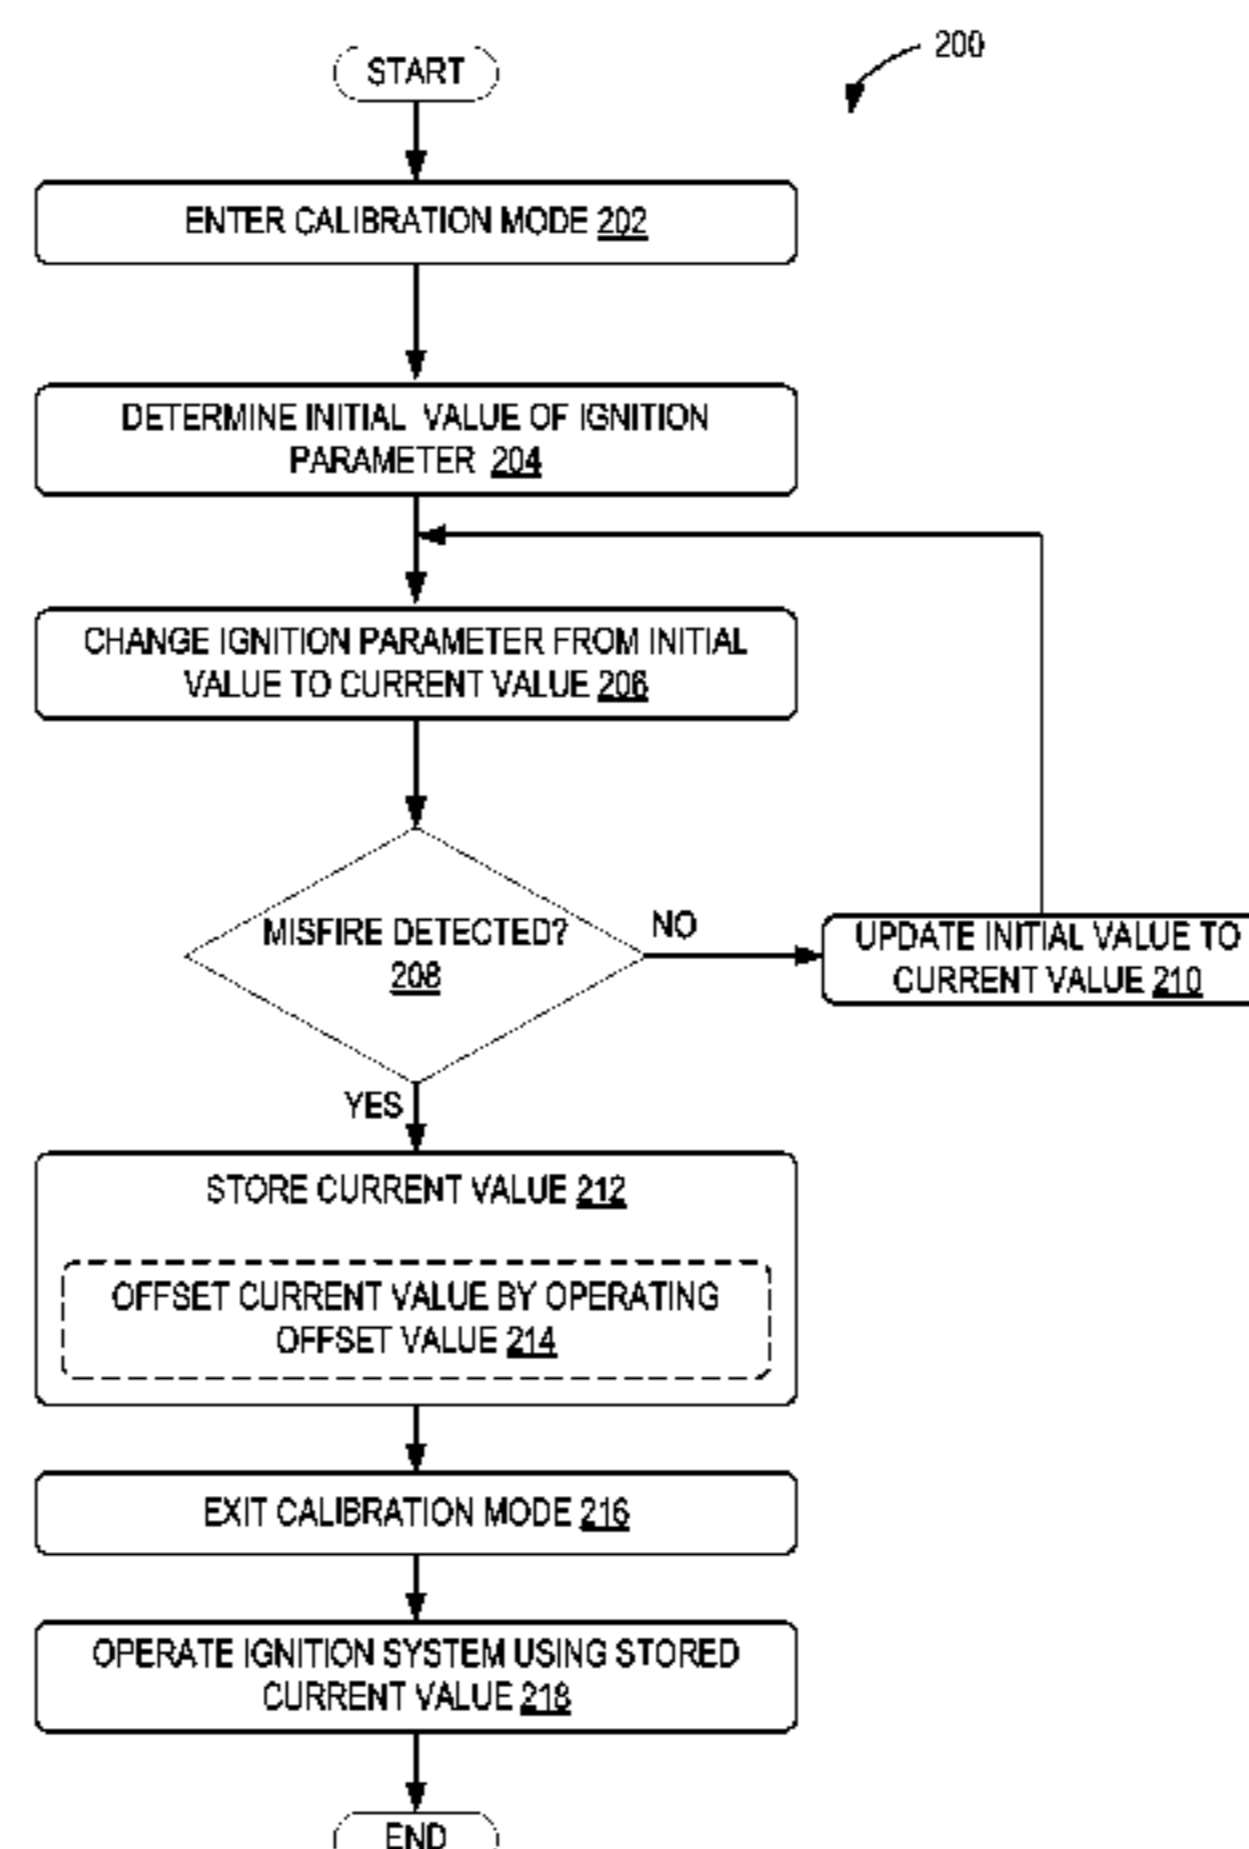 200
START
ENTER CALIBRATION MODE 202
DETERMINE INITIAL VALUE OF IGNITION
PARAMETER 204
CHANGE IGNITION PARAMETER FROM INITIAL
VALUE TO CURRENT VALUE 206
MISFIRE DETECTED?
208
NO
UPDATE INITIAL VALUE TO
CURRENT VALUE 210
YES
STORE CURRENT VALUE 212
OFFSET CURRENT VALUE BY OPERATING
OFFSET VALUE 214
EXIT CALIBRATION MODE 216
OPERATE IGNITION SYSTEM USING STORED
CURRENT VALUE 218
END